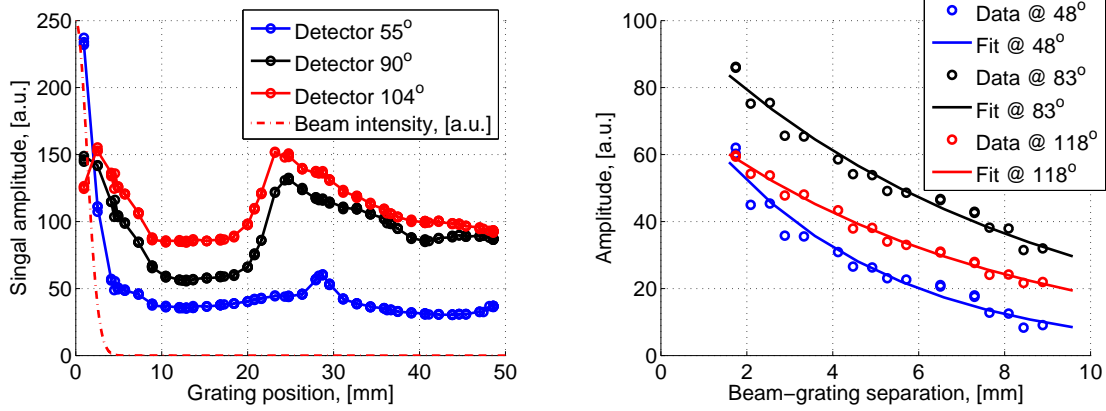 250
200
150
100
50
0
0 10 20 30 40 50
Grating position, [mm]
Singal amplitude, [a.u.]
Detector 55°
Detector 90°
Detector 104°
Beam intensity, [a.u.]
100
80
60
40
20
0
0 2 4 6 8 10
Beam−grating separation, [mm]
Amplitude, [a.u.]
Data @ 48°
Fit @ 48°
Data @ 83°
Fit @ 83°
Data @ 118°
Fit @ 118°